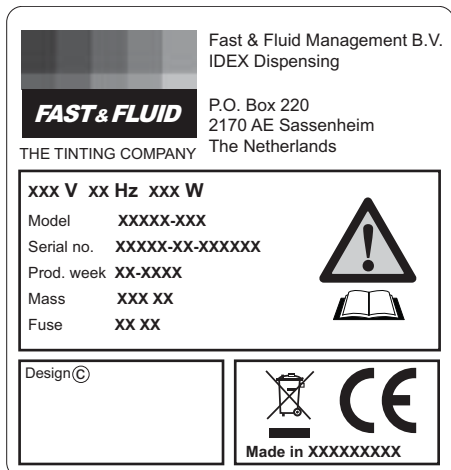 Fast & Fluid Management B.V.
IDEX Dispensing
FAST & FLUID
P.O. Box 220
2170 AE Sassenheim
The Netherlands
THE TINTING COMPANY
xxx V xx Hz xxx W
Model XXXXX-XXX
Serial no. XXXXX-XX-XXXXXX
Prod. week XX-XXXX
Mass XXX XX
Fuse XX XX
Design©
CE
Made in XXXXXXXXX